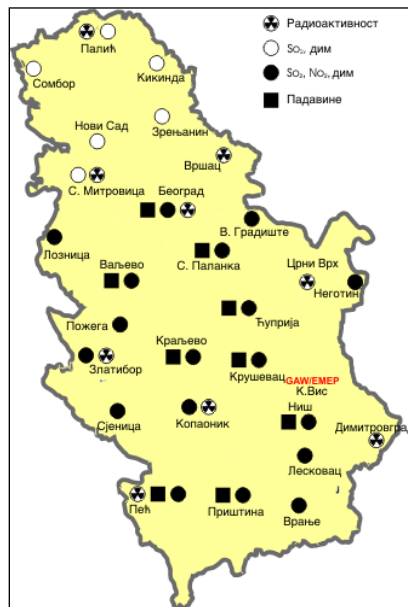 Радиоактивност
So₂, дим
So₂, No₂, дим
Падавине
Палић
Сомбор
Кикинда
Нови Сад
Зрењанин
Вршац
С. Митровица
Београд
В. Градиште
Лозница
С. Паланка
Црни Врх
Ваљево
Неготин
Пожега
Ћуприја
Краљево
Златибор
Крушевац
GAW/EMEP
К.Вис
Ниш
Сјеница
Копаоник
Димитровград
Лесковац
Пећ
Приштина
Врање